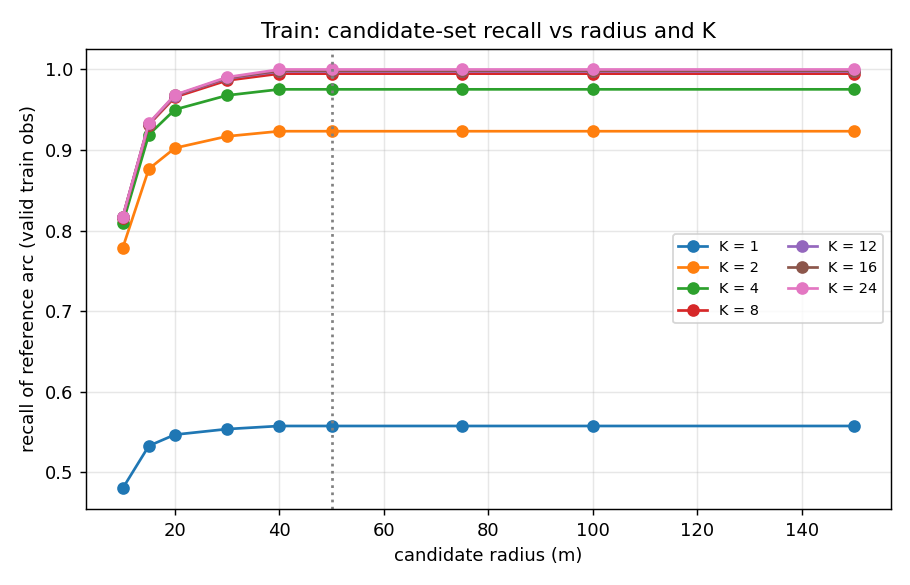 Train: candidate-set recall vs radius and K
recall of reference arc (valid train obs)
1.0
0.9
0.8
0.7
0.6
0.5
K = 1
K = 2
K = 4
K = 8
K = 12
K = 16
K = 24
20
40
60
80
100
120
140
candidate radius (m)